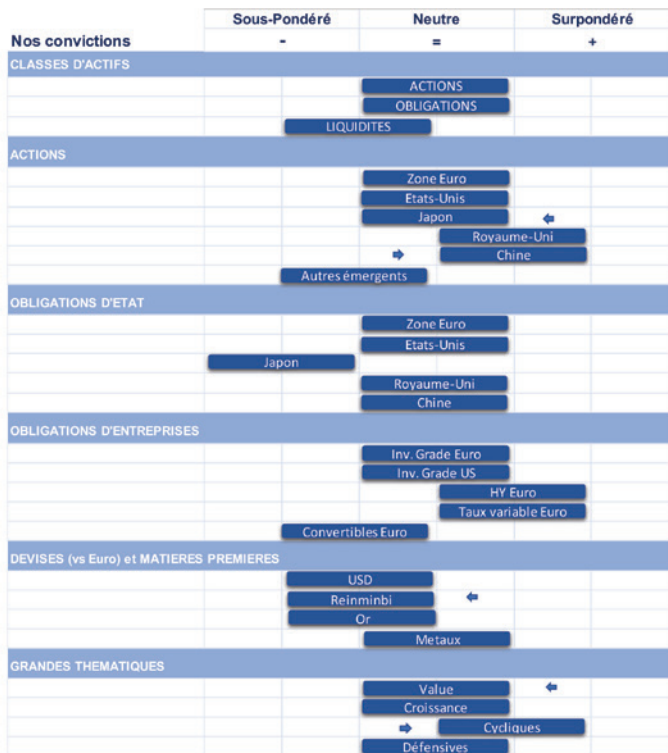 Sous-Pondéré Neutre Surpondéré
Nos convictions - = +
CLASSES D'ACTIFS
ACTIONS
OBLIGATIONS
LIQUIDITES
ACTIONS
Zone Euro
Etats-Unis
Japon
Royaume-Uni
Chine
Autres émergents
OBLIGATIONS D'ETAT
Zone Euro
Etats-Unis
Japon
Royaume-Uni
Chine
OBLIGATIONS D'ENTREPRISES
Inv. Grade Euro
Inv. Grade US
HY Euro
Taux variable Euro
Convertibles Euro
DEVISES (vs Euro) et MATIERES PREMIERES
USD
Reinminbi
Or
Metaux
GRANDES THEMATIQUES
Value
Croissance
Cycliques
Défensives